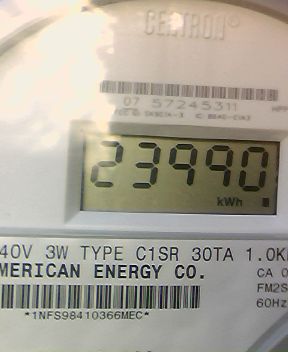 CELTRON®
07 57245311
23990
kWh
40V 3W TYPE C1SR 30TA 1.0K
MERICAN ENERGY CO.
CA 0
FM2S
60Hz
*1NFS98410366MEC*